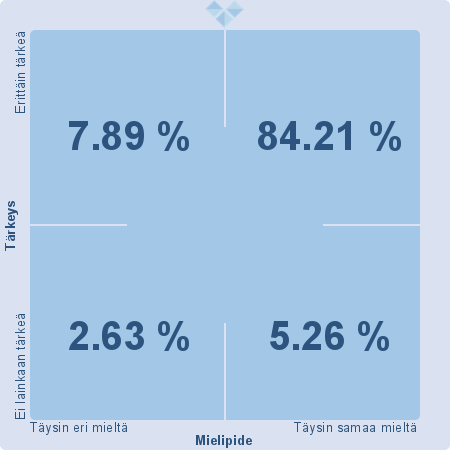 Erittäin tärkeä
7.89 %
84.21 %
Tärkeys
2.63 %
5.26 %
Ei lainkaan tärkeä
Täysin eri mieltä
Täysin samaa mieltä
Mielipide